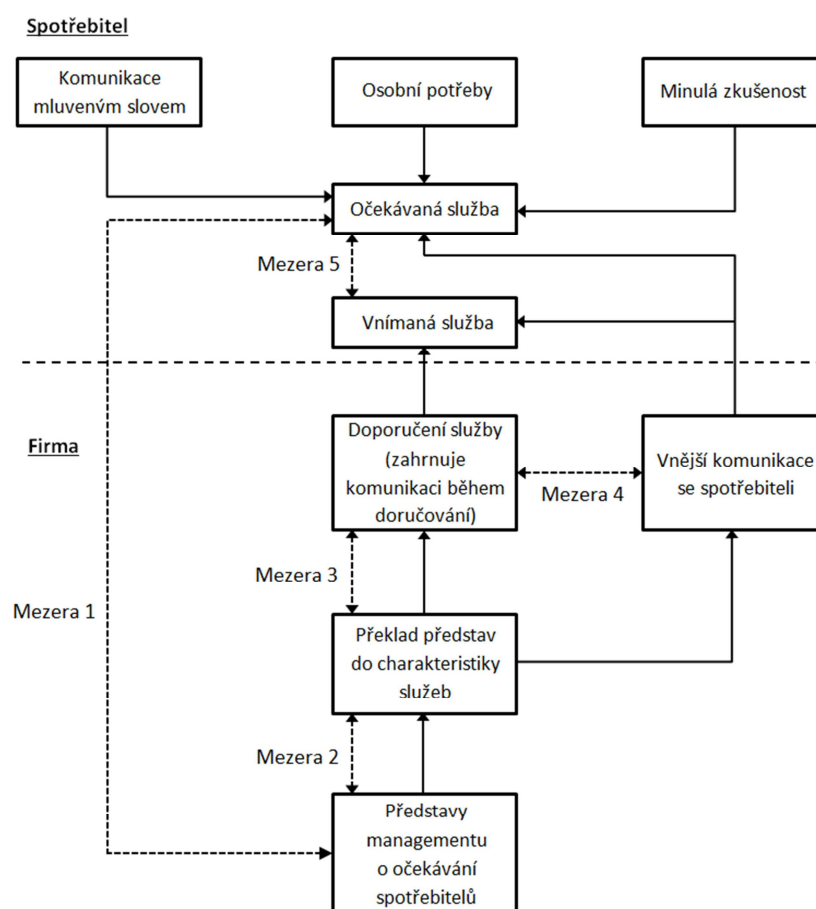 Spotřebitel
Komunikace
mluveným slovem
Osobní potřeby
Minulá zkušenost
Očekávaná služba
Mezera 5
Vnímaná služba
Firma
Doporučení služby
(zahrnuje
komunikaci během
doručování)
Mezera 4
Vnější komunikace
se spotřebiteli
Mezera 3
Mezera 1
Překlad představ
do charakteristiky
služeb
Mezera 2
Představy
managementu
o očekávání
spotřebitelů